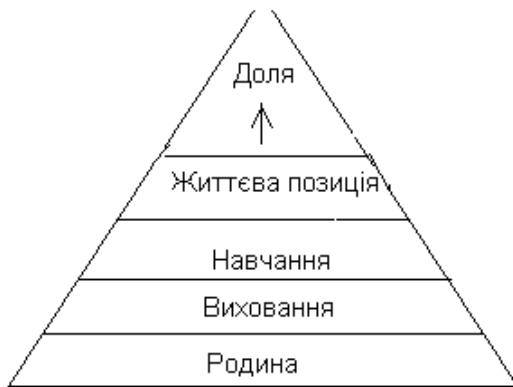 Доля
Життєва позиція
Навчання
Виховання
Родина